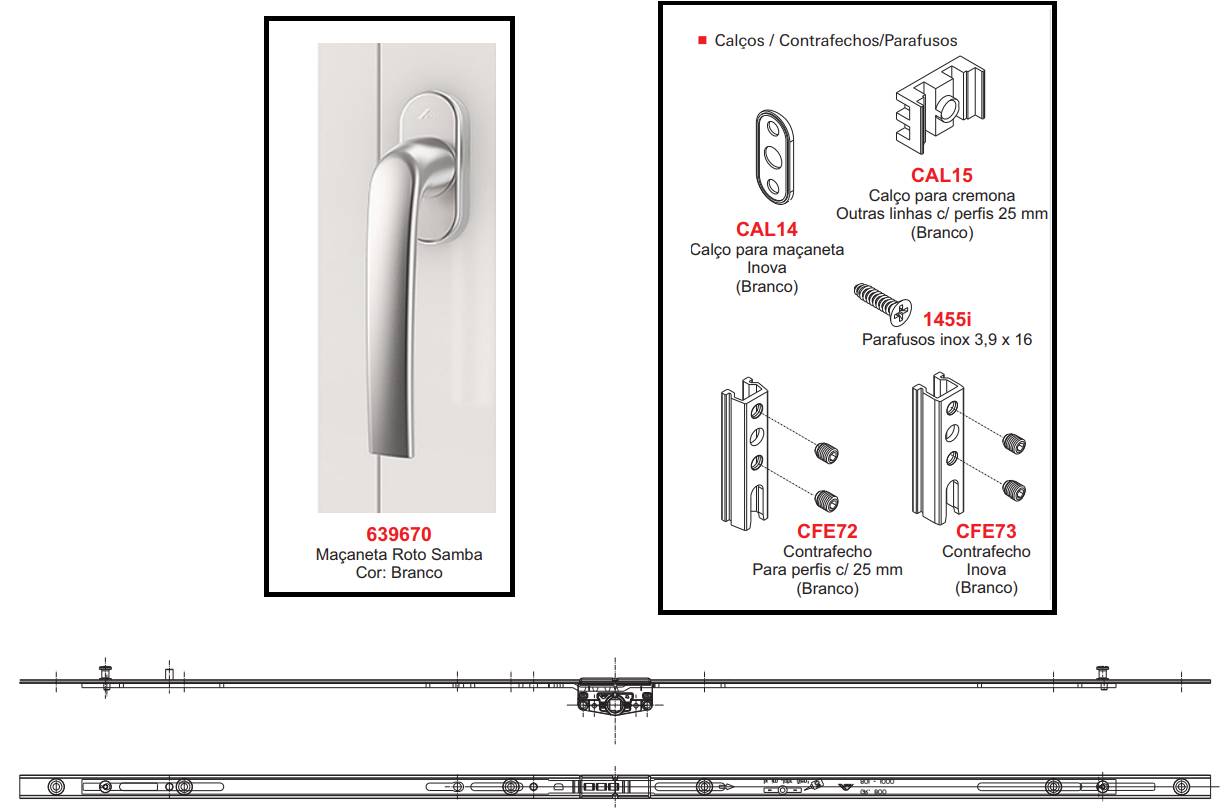 639670
Maçaneta Roto Samba
Cor: Branco
Calços / Contrafechos/Parafusos
CAL15
Calço para cremona
Outras linhas c/ perfis 25 mm
(Branco)
CAL14
Calço para maçaneta
Inova
(Branco)
1455i
Parafusos inox 3,9 x 16
CFE72
Contrafecho
Para perfis c/ 25 mm
(Branco)
CFE73
Contrafecho
Inova
(Branco)
801 - 1000